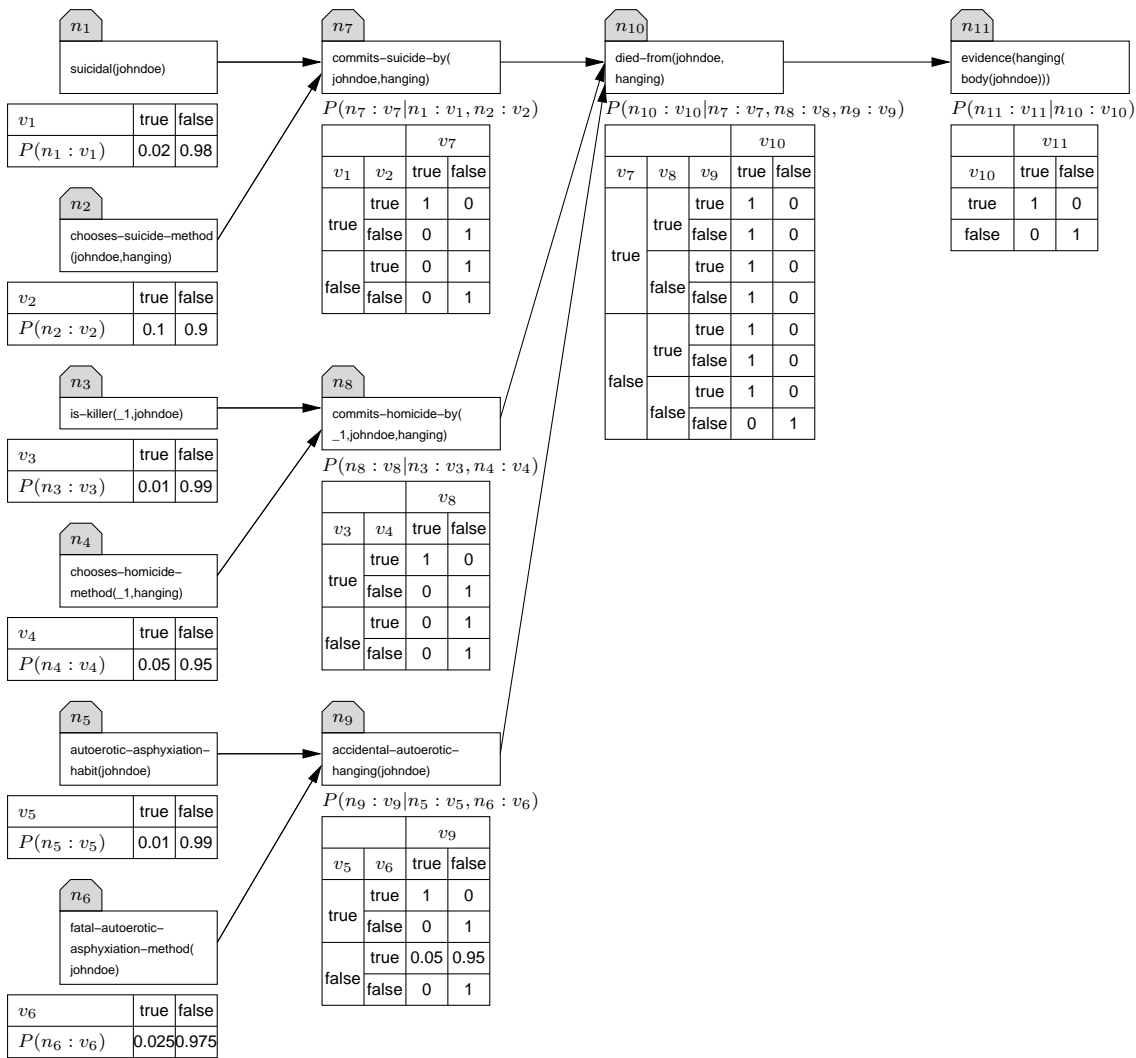 n1
suicidal(johndoe)
v1 true false
P(n1 : v1) 0.02 0.98
n2
chooses−suicide−method
(johndoe,hanging)
v2 true false
P(n2 : v2) 0.1 0.9
n3
is−killer(_1,johndoe)
v3 true false
P(n3 : v3) 0.01 0.99
n4
chooses−homicide−
method(_1,hanging)
v4 true false
P(n4 : v4) 0.05 0.95
n5
autoerotic−asphyxiation−
habit(johndoe)
v5 true false
P(n5 : v5) 0.01 0.99
n6
fatal−autoerotic−
asphyxiation−method(
johndoe)
v6 true false
P(n6 : v6) 0.025 0.975
n7
commits−suicide−by(
johndoe,hanging)
P(n7 : v7|n1 : v1, n2 : v2)
v7
v1 v2 true false
true true 1 0
false 0 1
false true 0 1
false 0 1
n8
commits−homicide−by(
_1,johndoe,hanging)
P(n8 : v8|n3 : v3, n4 : v4)
v8
v3 v4 true false
true true 1 0
false 0 1
false true 0 1
false 0 1
n9
accidental−autoerotic−
hanging(johndoe)
P(n9 : v9|n5 : v5, n6 : v6)
v9
v5 v6 true false
true true 1 0
false 0 1
false true 0.05 0.95
false 0 1
n10
died−from(johndoe,
hanging)
P(n10 : v10|n7 : v7, n8 : v8, n9 : v9)
v10
v7 v8 v9 true false
true true true 1 0
false 1 0
false true 1 0
false 1 0
false true true 1 0
false 1 0
false true 1 0
false 0 1
n11
evidence(hanging(
body(johndoe)))
P(n11 : v11|n10 : v10)
v11
v10 true false
true 1 0
false 0 1